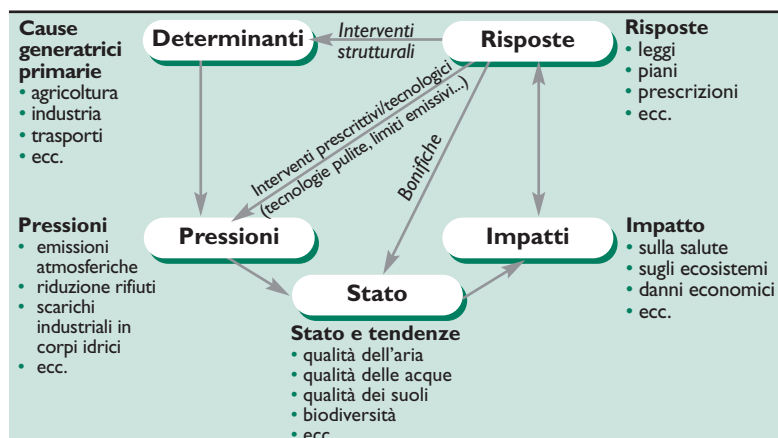 Cause
generatrici
primarie
• agricoltura
• industria
• trasporti
• ecc.
Determinanti
Interventi
strutturali
Risposte
Risposte
• leggi
• piani
• prescrizioni
• ecc.
Interventi prescrittivi/tecnologici
(tecnologie pulite, limiti emissivi...)
Bonifiche
Pressioni
• emissioni
atmosferiche
• riduzione rifiuti
• scarichi
industriali in
corpi idrici
• ecc.
Pressioni
Stato
Impatti
Impatto
• sulla salute
• sugli ecosistemi
• danni economici
• ecc.
Stato e tendenze
• qualità dell'aria
• qualità delle acque
• qualità dei suoli
• biodiversità
• ecc